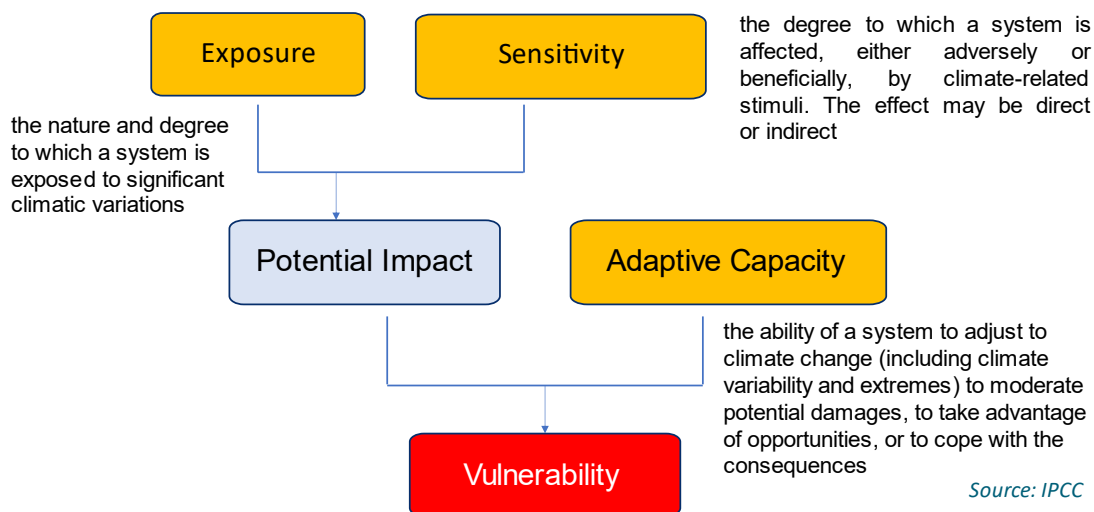 Exposure
Sensitivity
the degree to which a system is
affected, either adversely or
beneficially, by climate-related
stimuli. The effect may be direct
or indirect
the nature and degree
to which a system is
exposed to significant
climatic variations
Potential Impact
Adaptive Capacity
the ability of a system to adjust to
climate change (including climate
variability and extremes) to moderate
potential damages, to take advantage
of opportunities, or to cope with the
consequences
Vulnerability
Source: IPCC